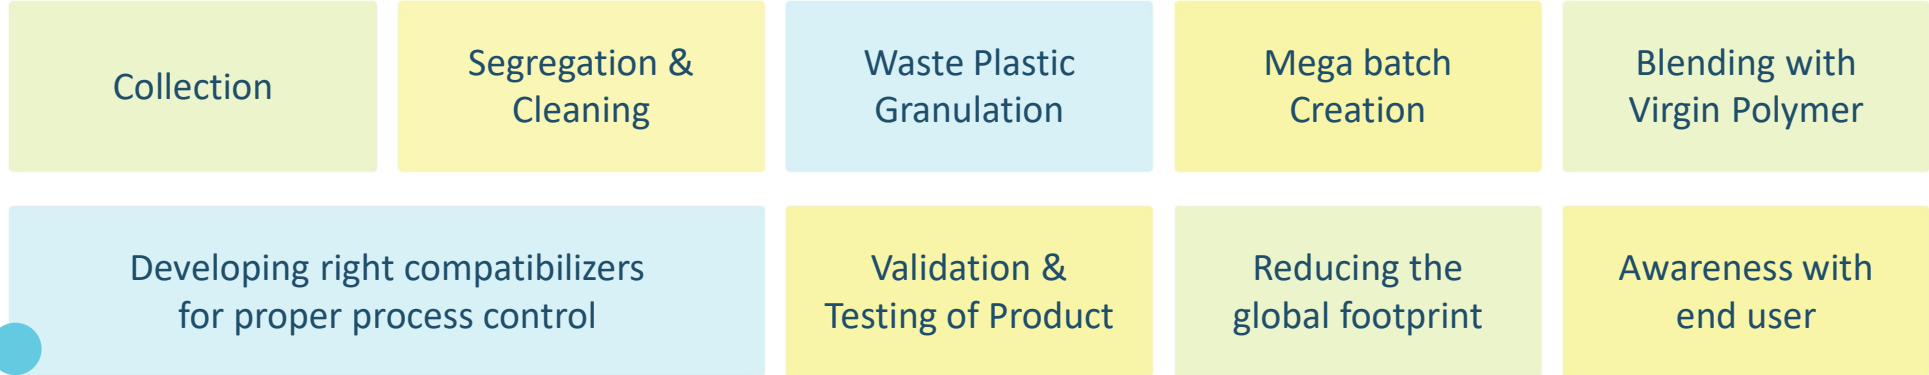 Collection
Segregation &
Cleaning
Waste Plastic
Granulation
Mega batch
Creation
Blending with
Virgin Polymer
Developing right compatibilizers
for proper process control
Validation &
Testing of Product
Reducing the
global footprint
Awareness with
end user